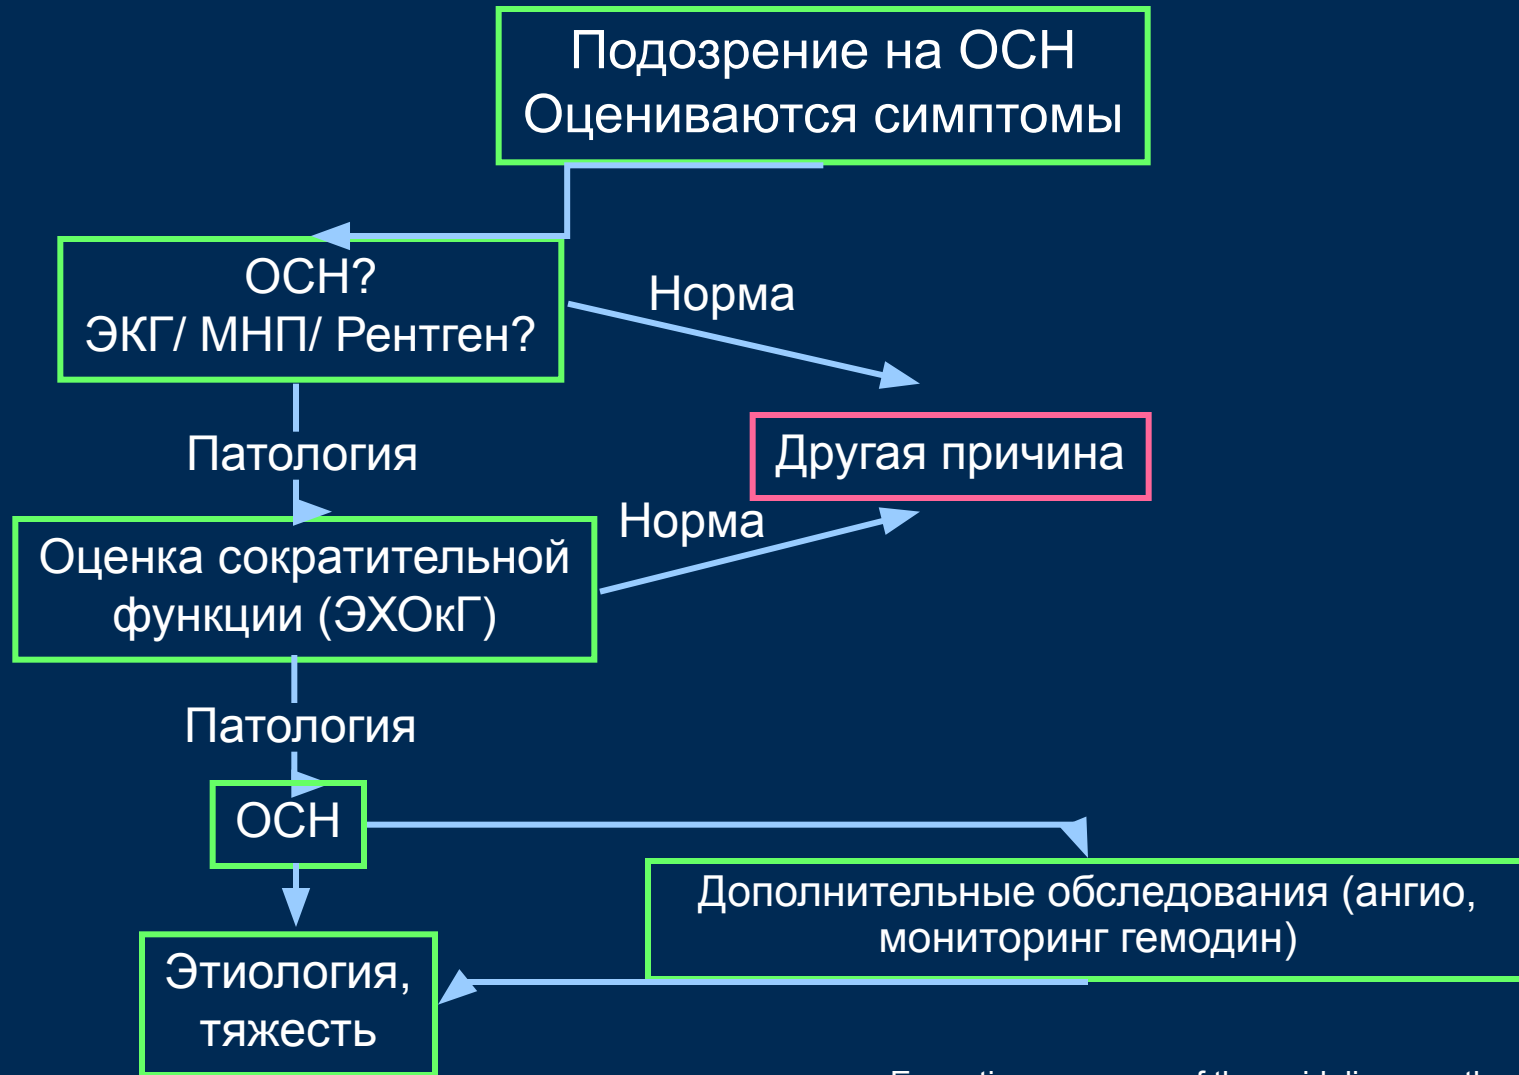 Подозрение на ОСН
Оцениваются симптомы
ОСН?
ЭКГ/ МНП/ Рентген?
Норма
Патология
Другая причина
Оценка сократительной
функции (ЭХОкГ)
Норма
Патология
ОСН
Дополнительные обследования (ангио,
мониторинг гемодин)
Этиология,
тяжесть